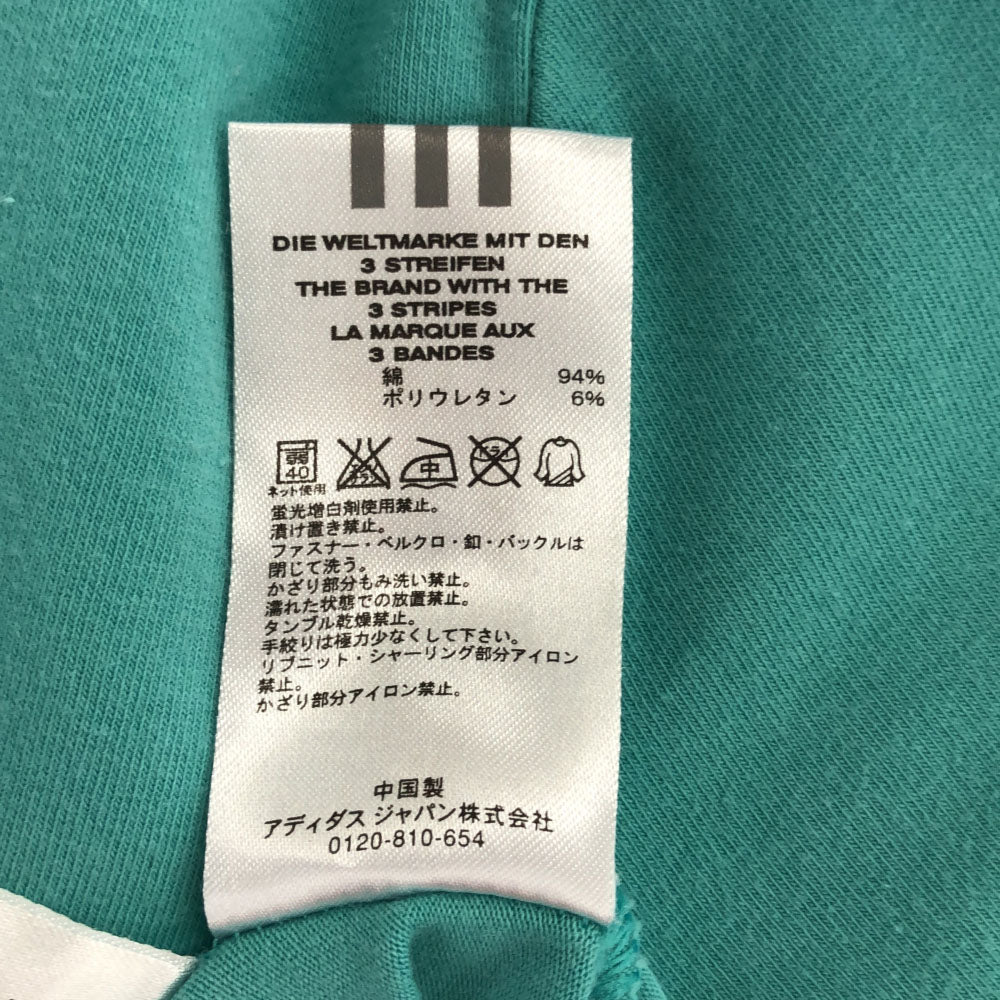 DIE WELTMARKE MIT DEN
3 STREIFEN
THE BRAND WITH THE
3 STRIPES
LA MARQUE AUX
3 BANDES
綿 94%
ポリウレタン 6%
弱
40
中
ネット使用
蛍光増白剤使用禁止。
漬け置き禁止。
ファスナー・ベルクロ・釦・バックルは
閉じて洗う。
かざり部分もみ洗い禁止。
濡れた状態での放置禁止。
タンブル乾燥禁止。
手絞りは極力少なくして下さい。
リブニット・シャーリング部分アイロン
禁止。
かざり部分アイロン禁止。
中国製
アディダス ジャパン株式会社
0120-810-654